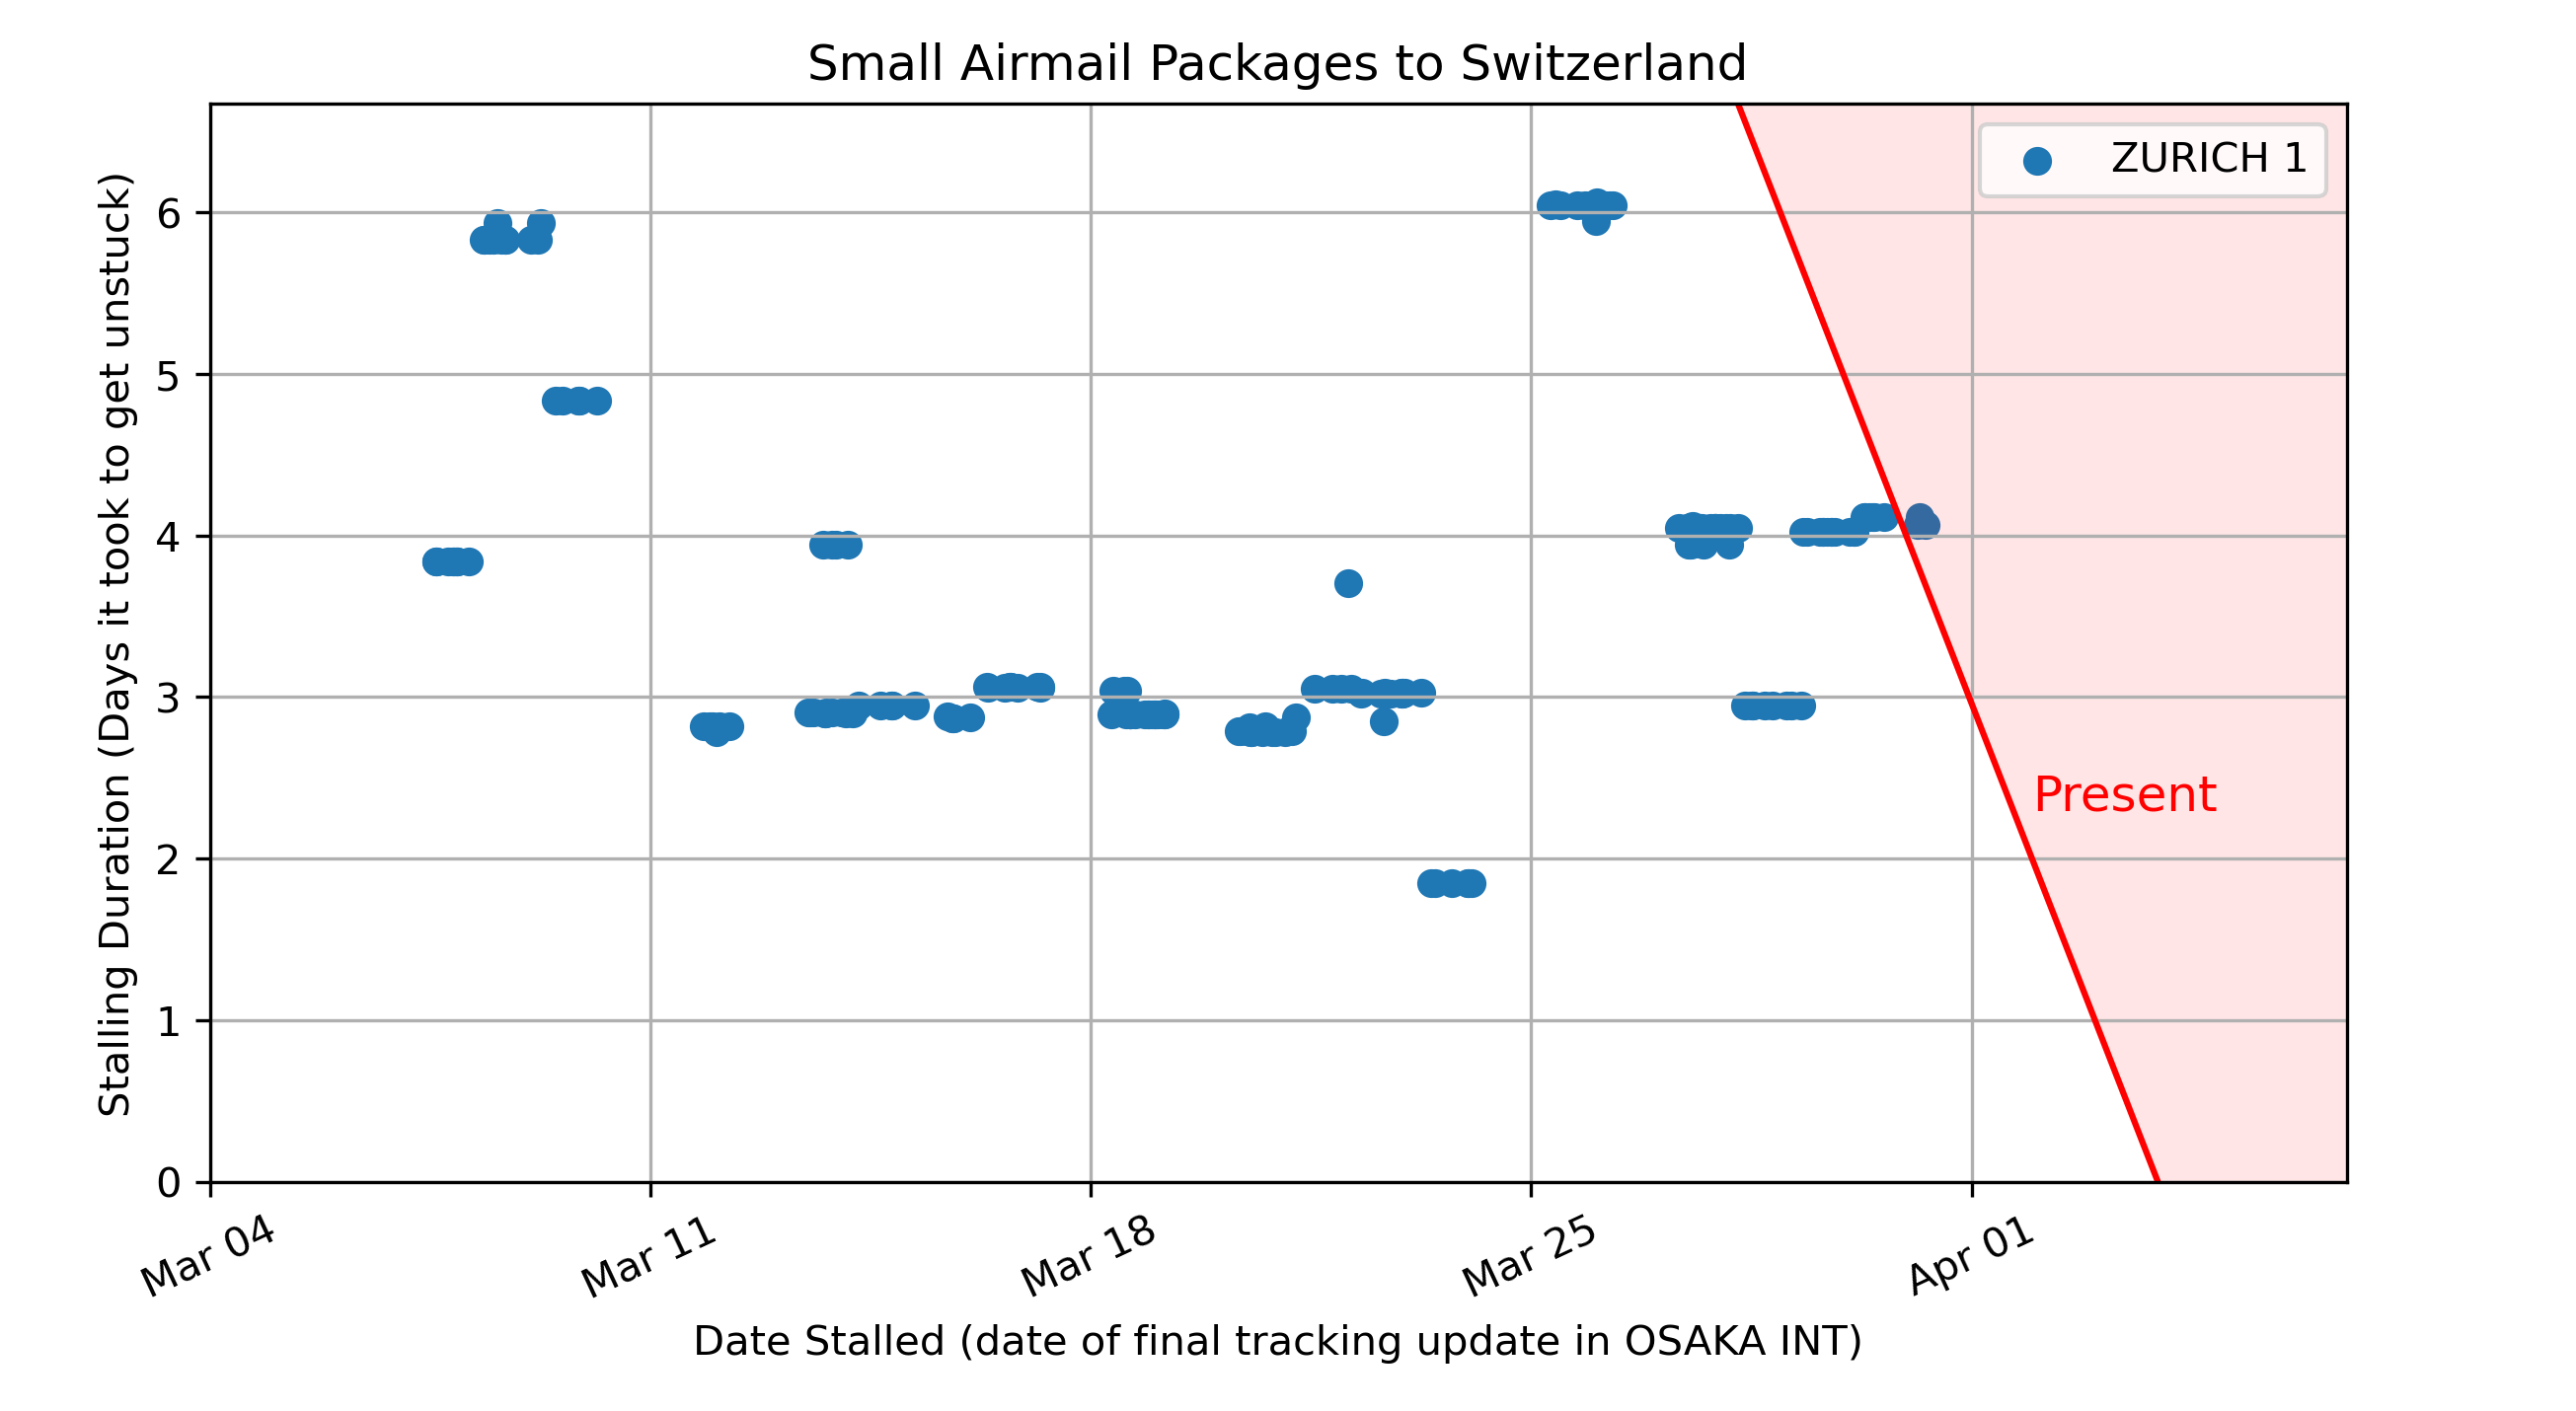 Small Airmail Packages to Switzerland
Stalling Duration (Days it took to get unstuck)
6
5
4
3
2
1
0
ZURICH 1
Present
Mar 04
Mar 11
Mar 18
Mar 25
Apr 01
Date Stalled (date of final tracking update in OSAKA INT)